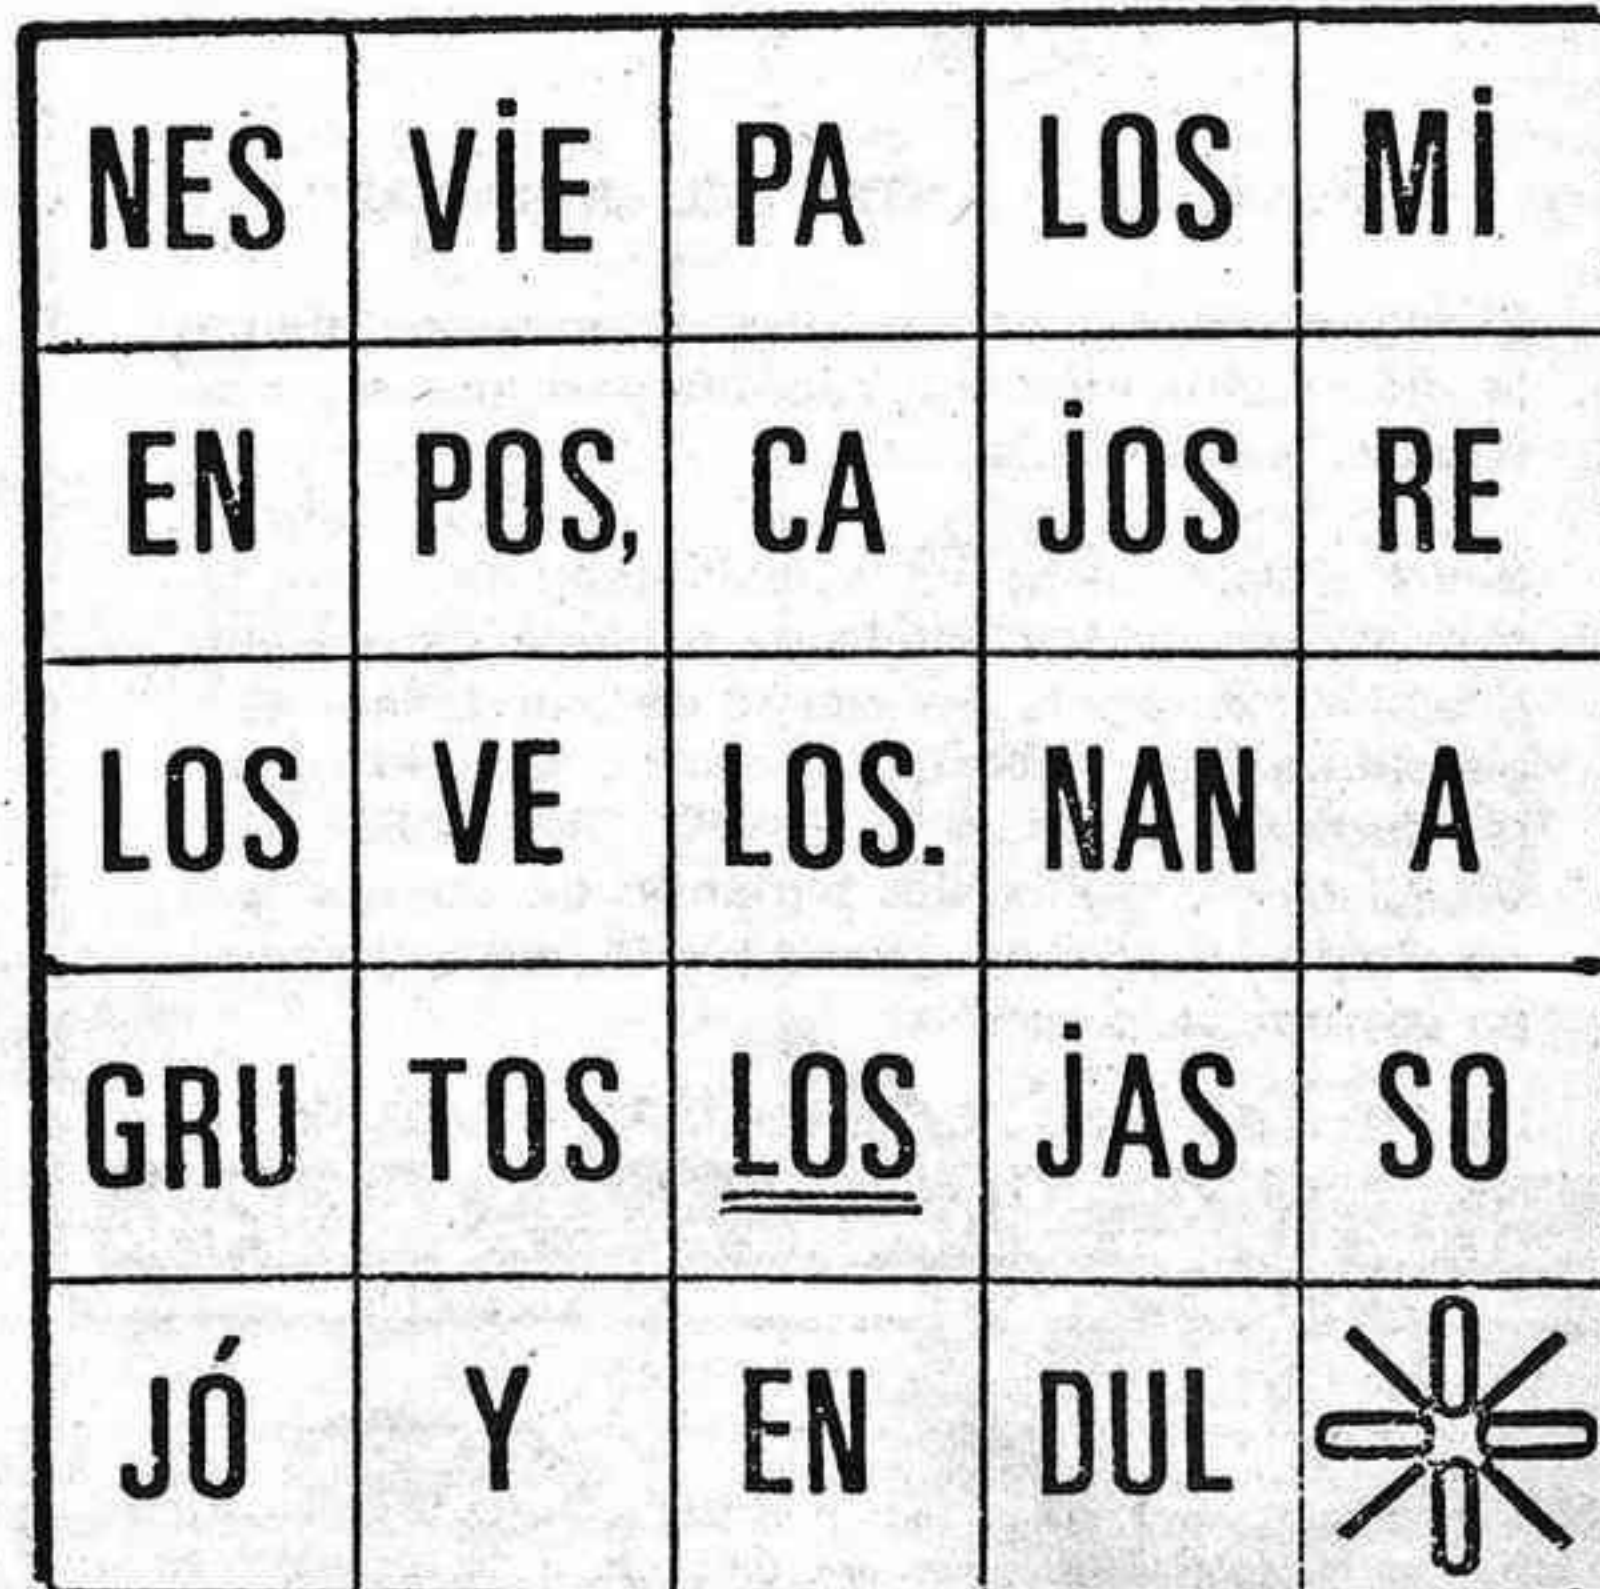 NES ViE PA LOS Mi
EN POS, CA jOS RE
LOS VE LOS. NAN A
GRU TOS LOS jAS SO
JÓ Y EN DUL